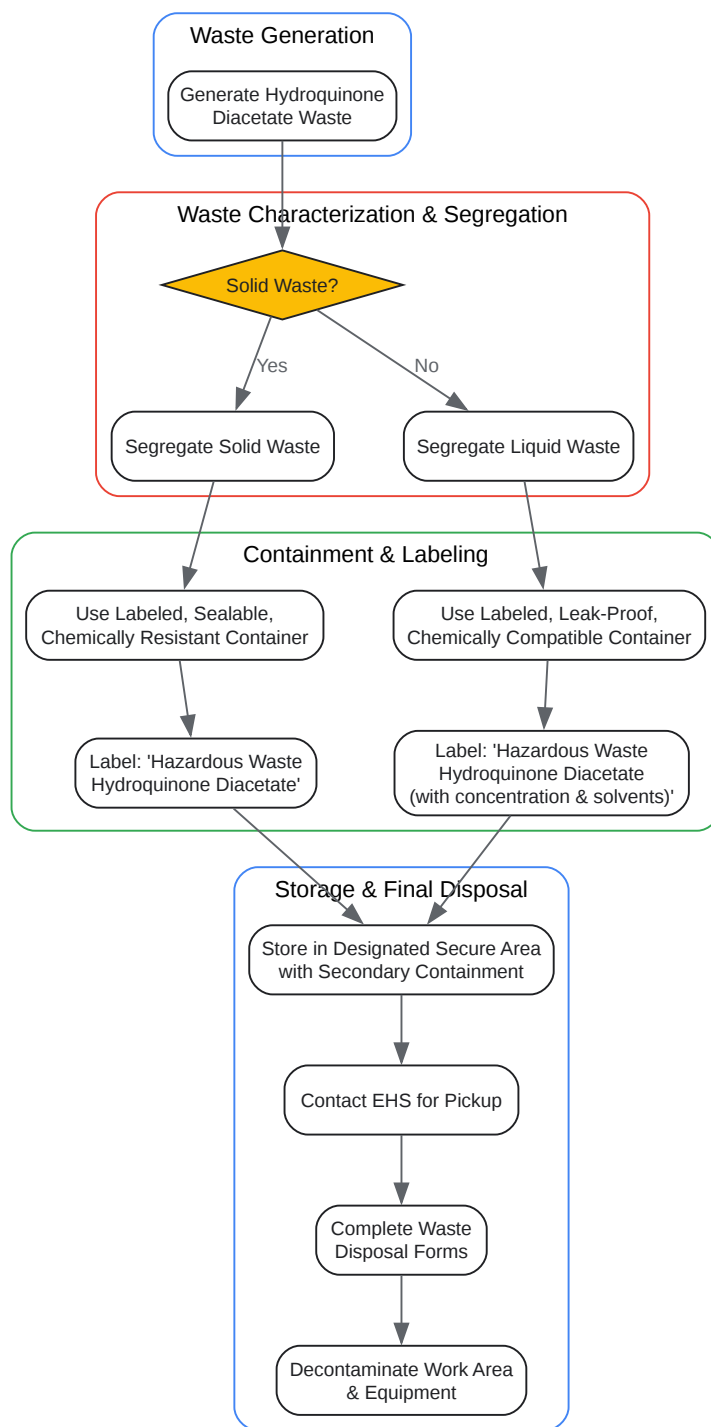 Waste Generation
Generate Hydroquinone
Diacetate Waste
Waste Characterization & Segregation
Solid Waste?
Yes
No
Segregate Solid Waste
Segregate Liquid Waste
Containment & Labeling
Use Labeled, Sealable,
Chemically Resistant Container
Use Labeled, Leak-Proof,
Chemically Compatible Container
Label: 'Hazardous Waste
Hydroquinone Diacetate'
Label: 'Hazardous Waste
Hydroquinone Diacetate
(with concentration & solvents)'
Storage & Final Disposal
Store in Designated Secure Area
with Secondary Containment
Contact EHS for Pickup
Complete Waste
Disposal Forms
Decontaminate Work Area
& Equipment